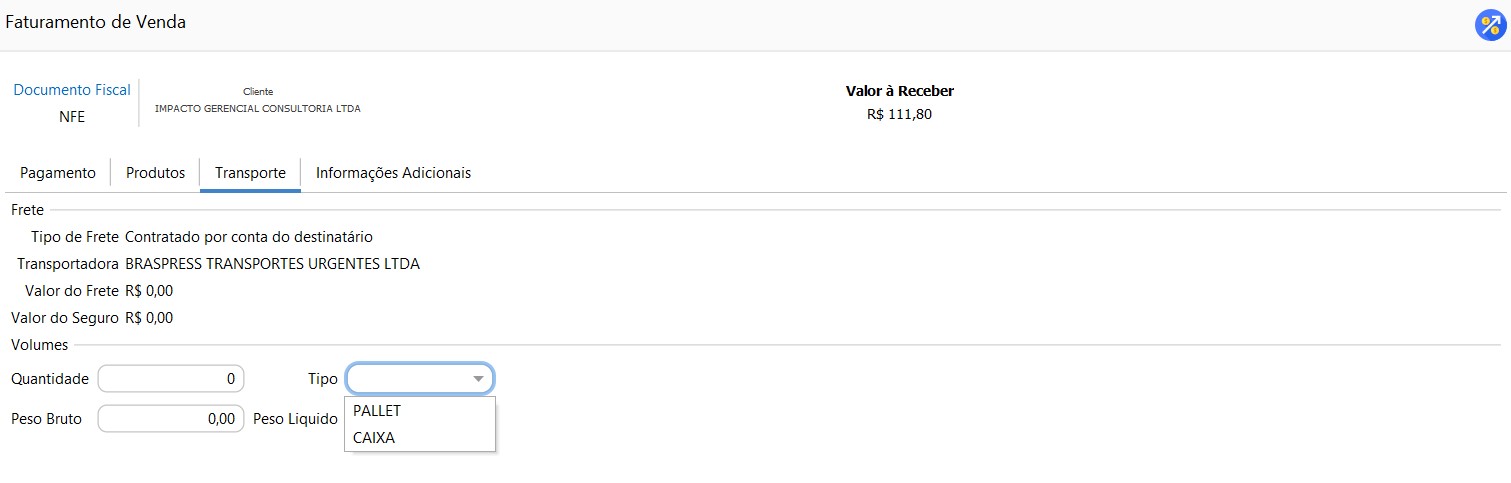 Faturamento de Venda
Documento Fiscal
NFE
Cliente
IMPACTO GERENCIAL CONSULTORIA LTDA
Valor à Receber
R$ 111,80
Pagamento
Produtos
Transporte
Informações Adicionais
Frete
Tipo de Frete Contratado por conta do destinatário
Transportadora BRASPRESS TRANSPORTES URGENTES LTDA
Valor do Frete R$ 0,00
Valor do Seguro R$ 0,00
Volumes
Quantidade 0 Tipo
PALLET
Peso Bruto 0,00 Peso Liquido
CAIXA